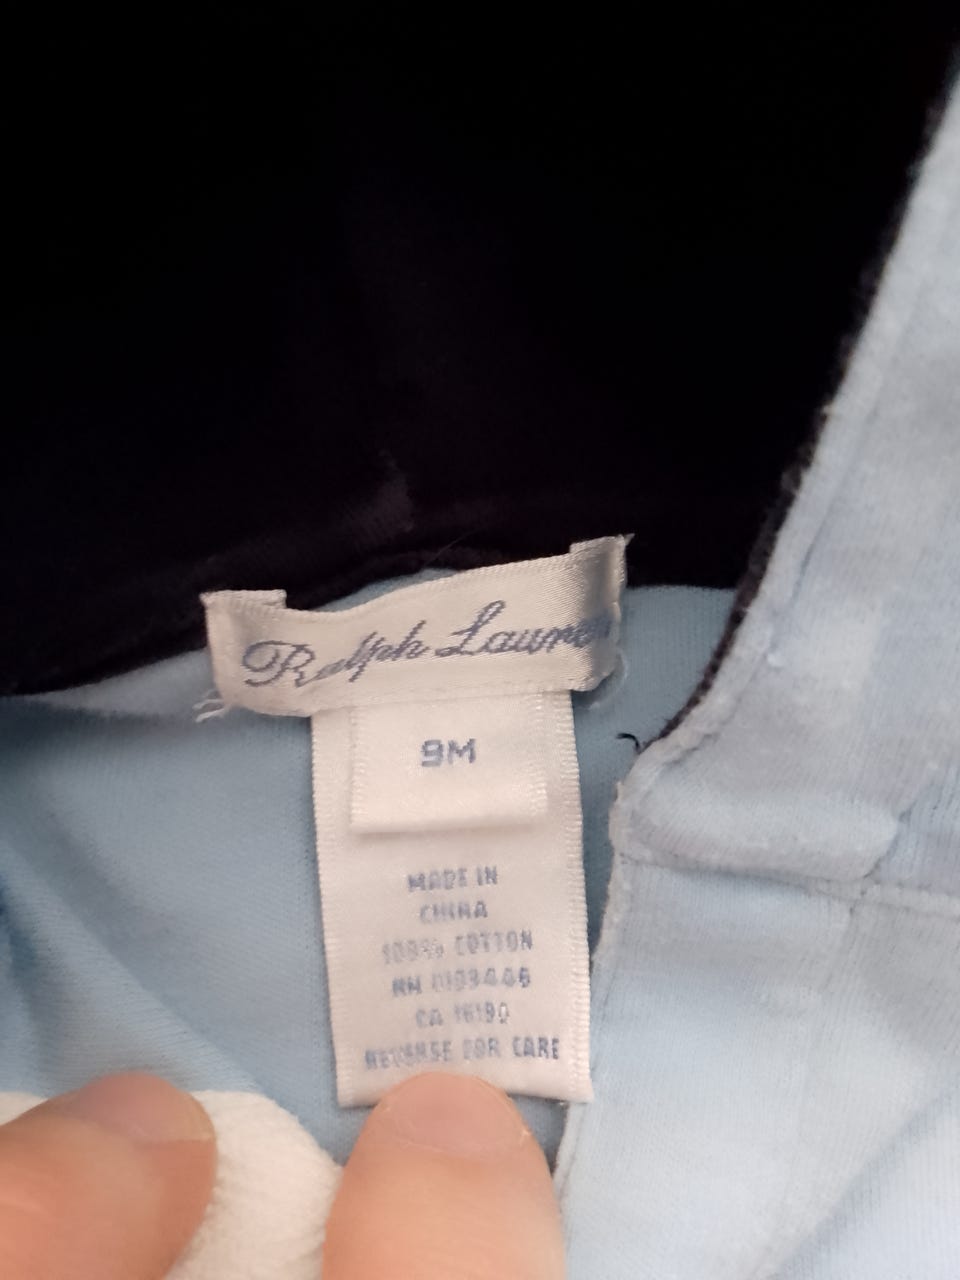 Ralph Lauren
9M
MADE IN
CHINA
100% COTTON
RN 0193446
CA 16190
REVERSE FOR CARE